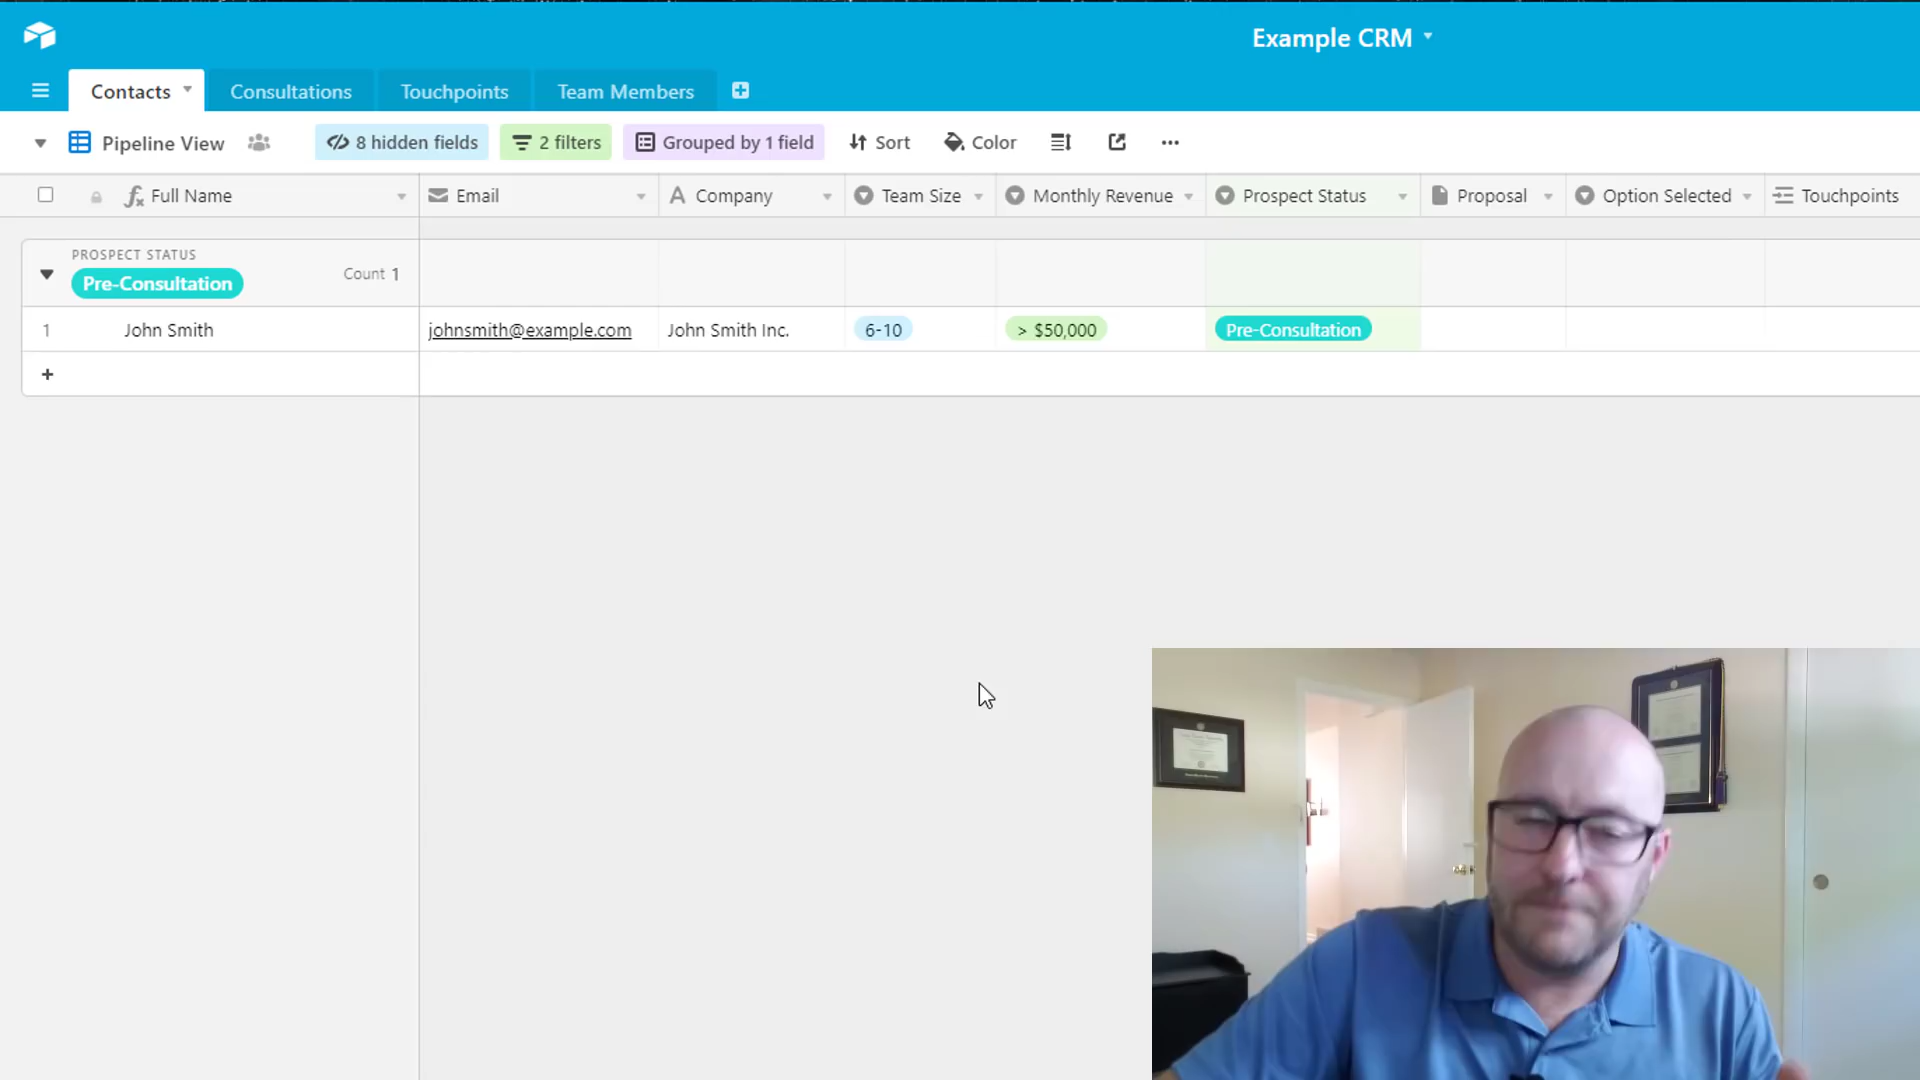 Example CRM
Contacts Consultations Touchpoints Team Members
Pipeline View 8 hidden fields 2 filters Grouped by 1 field Sort Color
Full Name Email Company Team Size Monthly Revenue Prospect Status Proposal Option Selected Touchpoints
PROSPECT STATUS
Pre-Consultation Count 1
1 John Smith johnsmith@example.com John Smith Inc. 6-10 > $50,000 Pre-Consultation